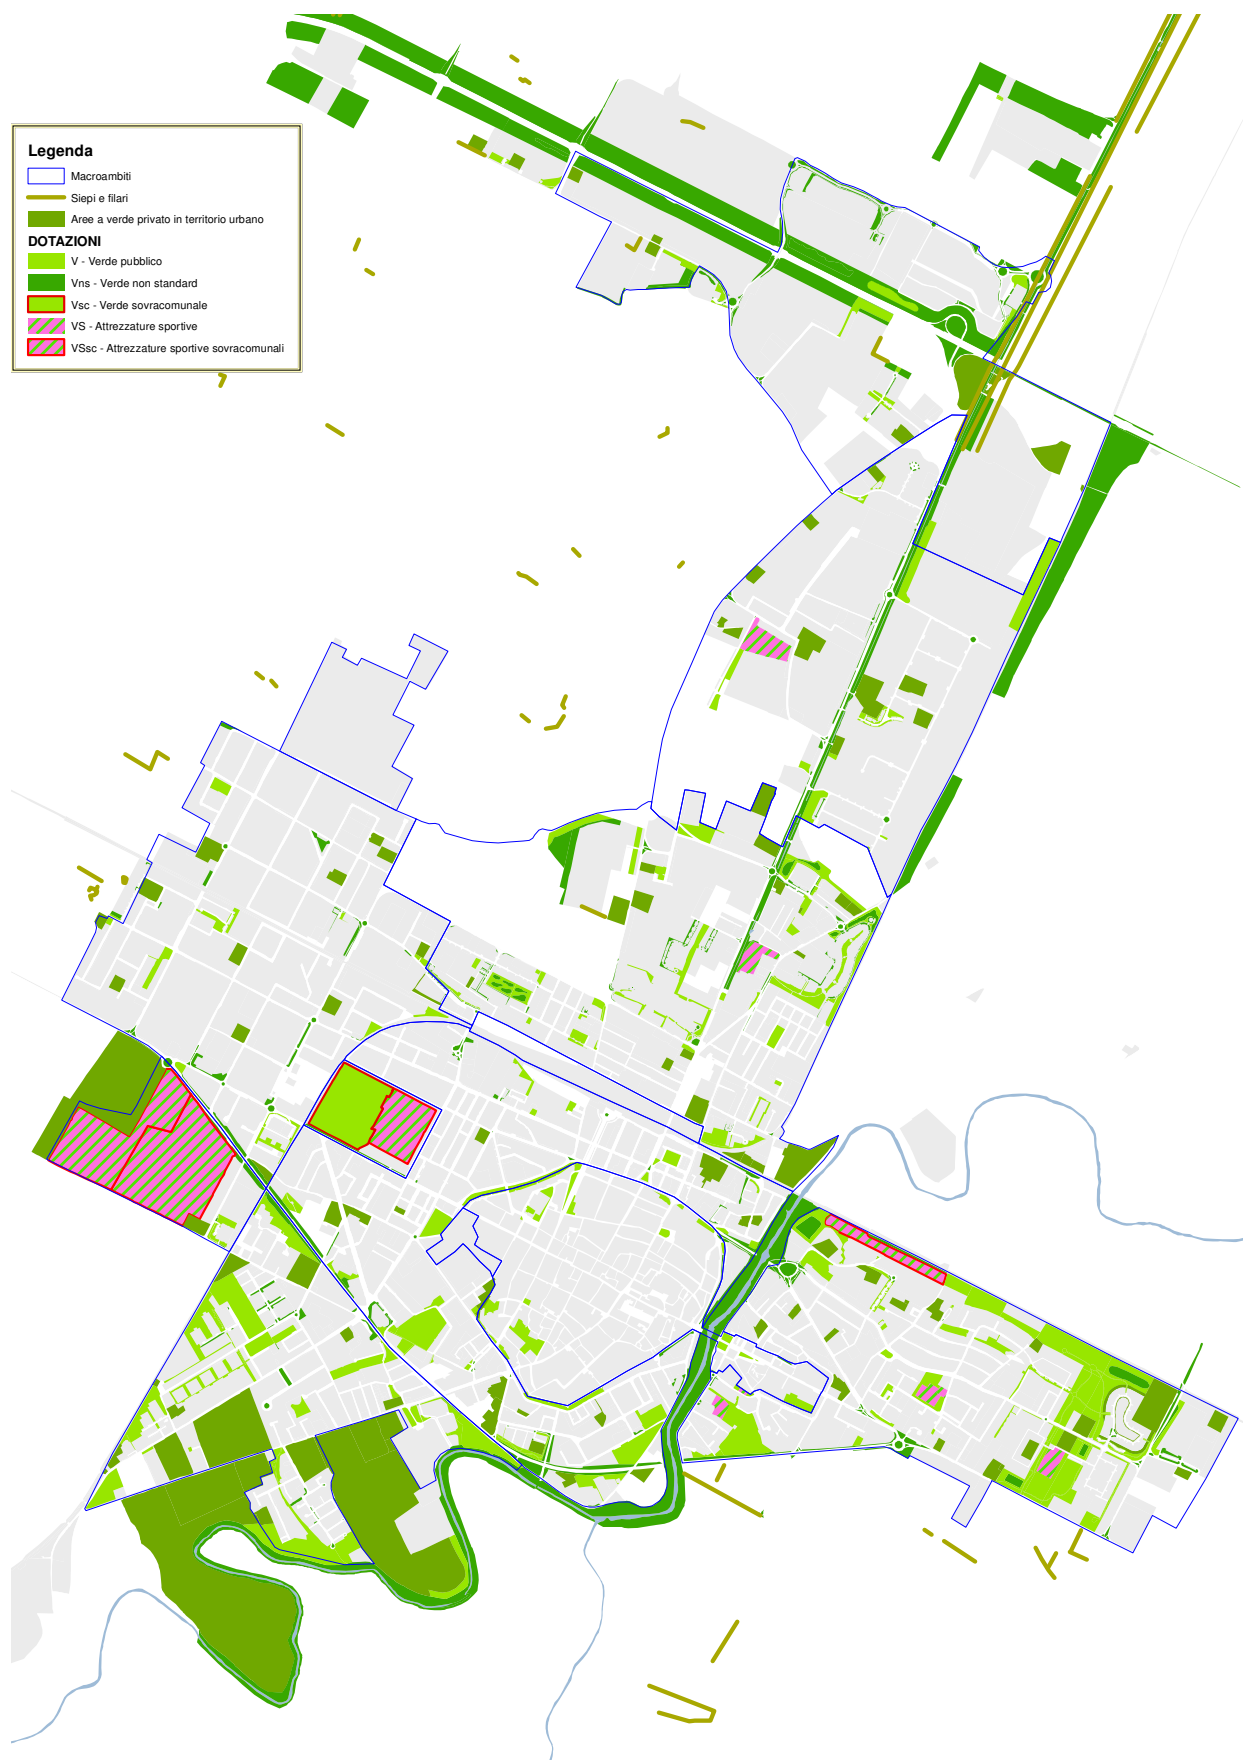 Legenda
Macroambiti
Siepi e filari
Aree a verde privato in territorio urbano
DOTAZIONI
V - Verde pubblico
Vns - Verde non standard
Vsc - Verde sovracomunale
VS - Attrezzature sportive
VSsc - Attrezzature sportive sovracomunali